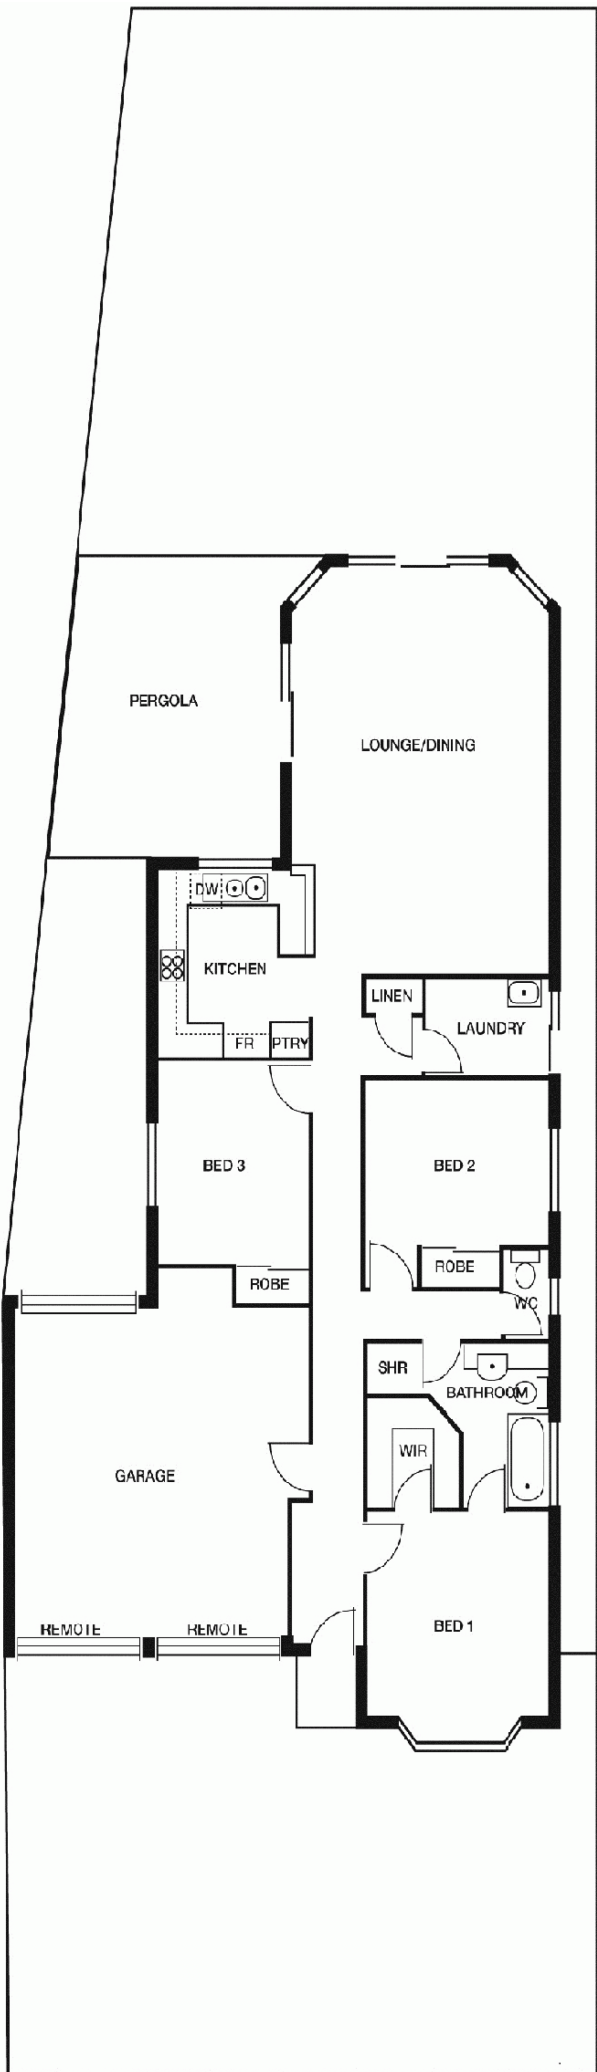 PERGOLA
LOUNGE/DINING
DW
KITCHEN
LINEN
LAUNDRY
FR
PTRY
BED 3
BED 2
ROBE
ROBE
WC
SHR
BATHROOM
WIR
GARAGE
REMOTE
REMOTE
BED 1